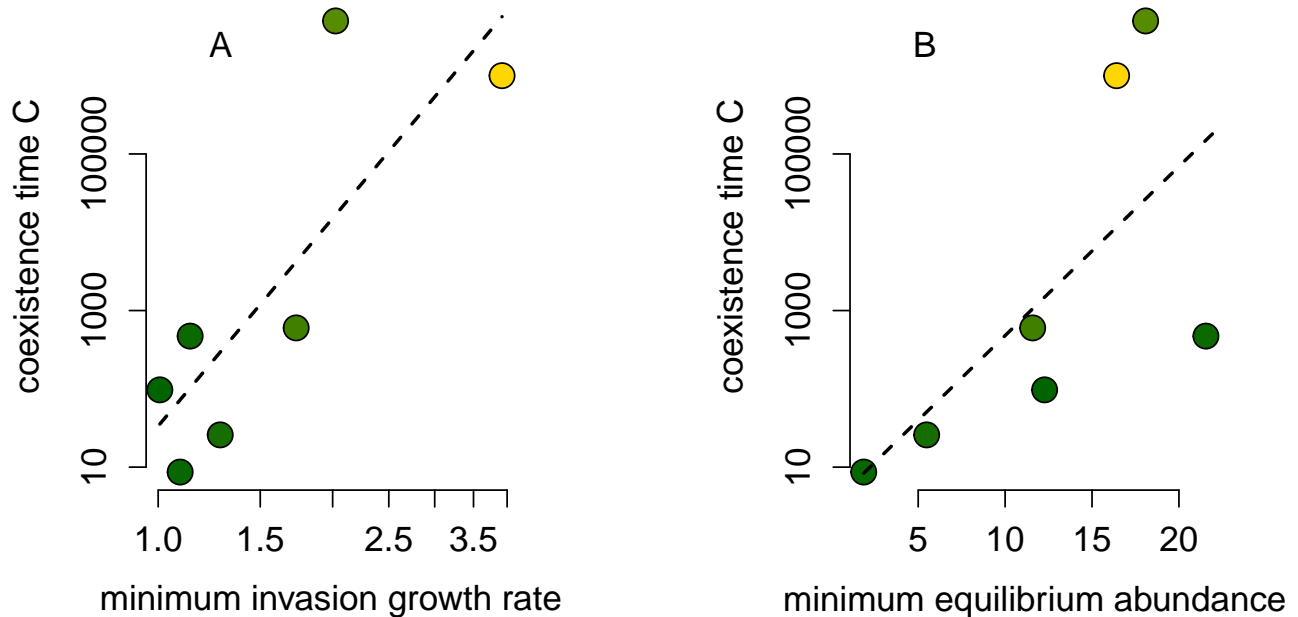 A
coexistence time C
100000
1000
10
1.0 1.5 2.5 3.5
minimum invasion growth rate
B
coexistence time C
100000
1000
10
5 10 15 20
minimum equilibrium abundance